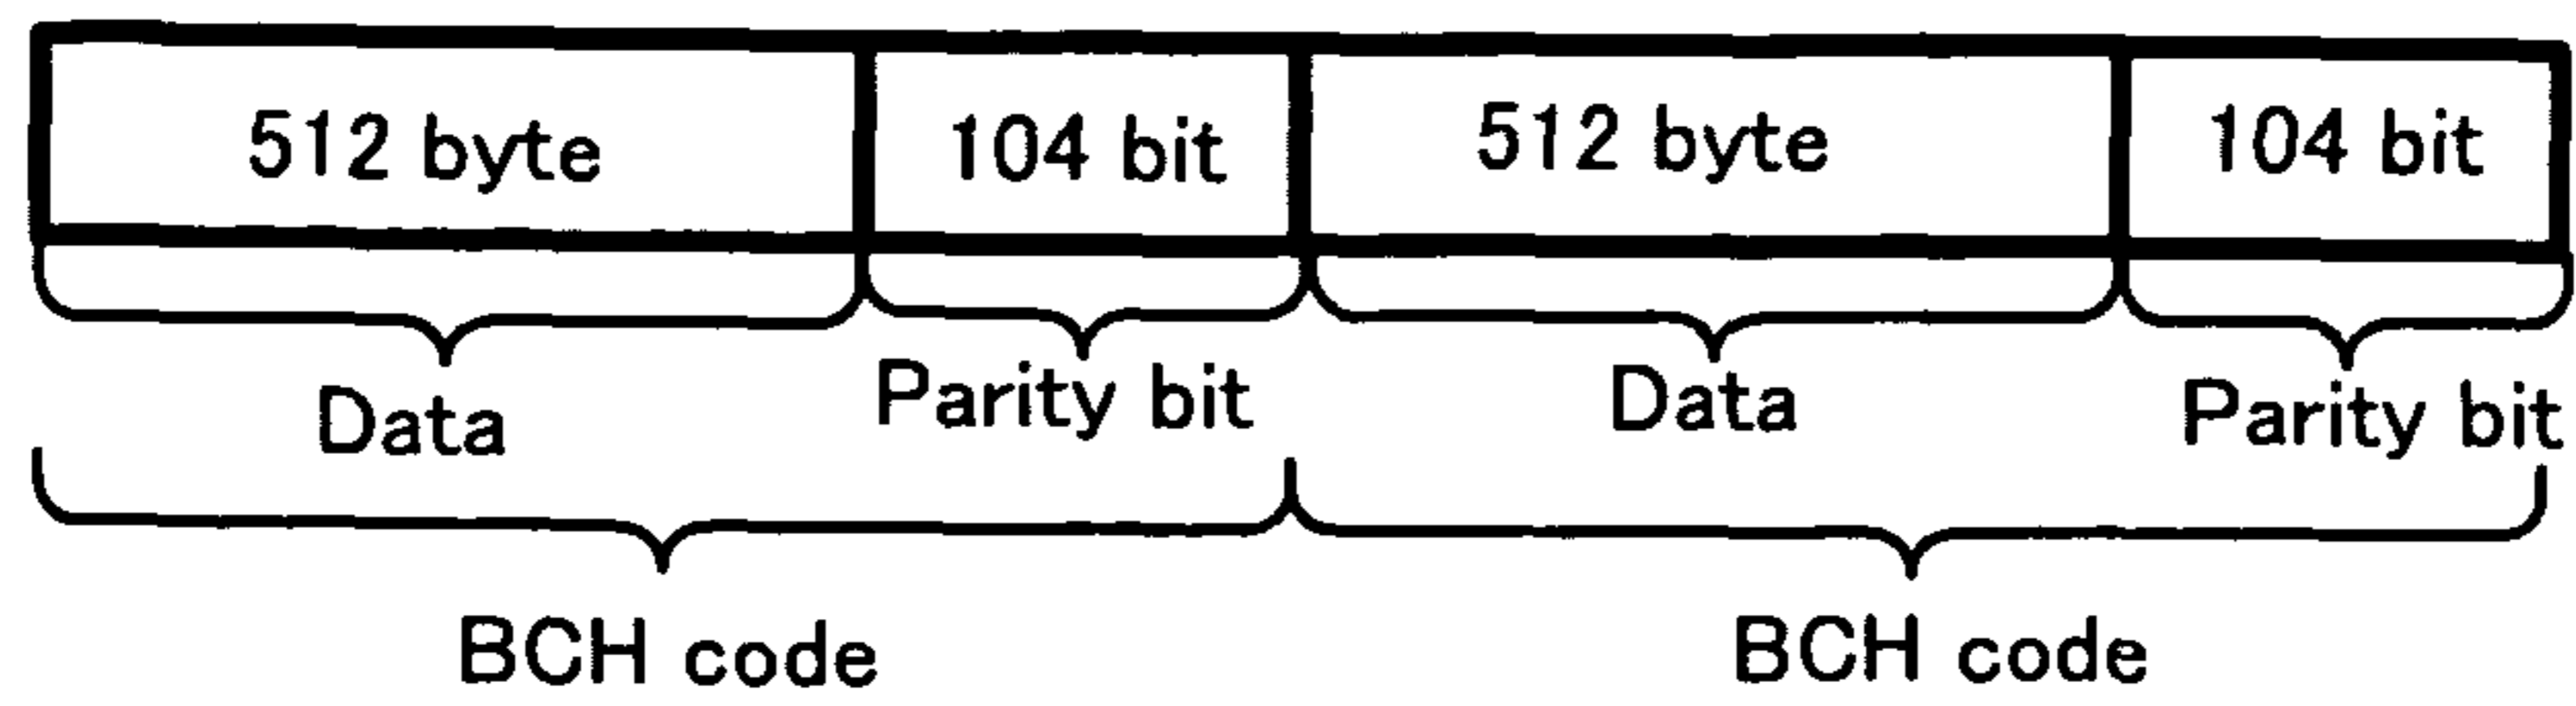 512 byte 104 bit 512 byte 104 bit
Data Parity bit Data Parity bit
BCH code BCH code